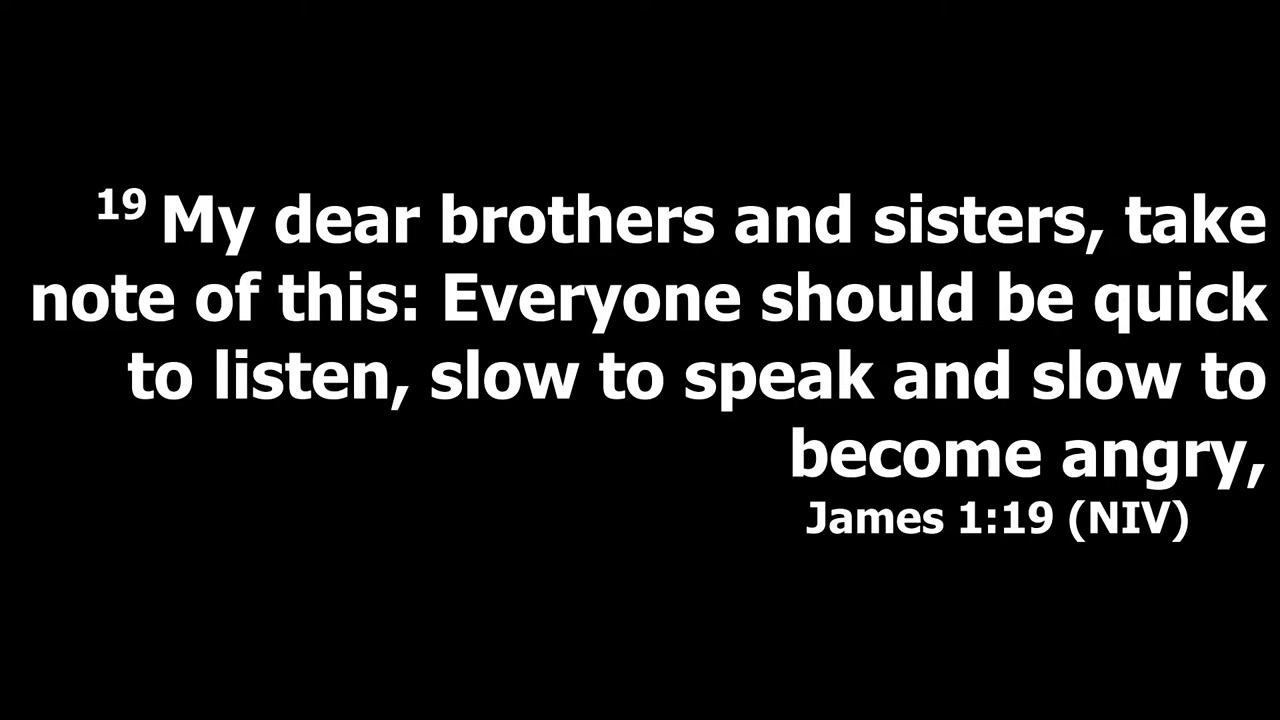 19 My dear brothers and sisters, take
note of this: Everyone should be quick
to listen, slow to speak and slow to
become angry,
James 1:19 (NIV)